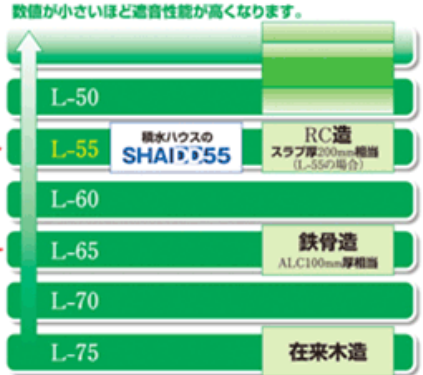 数値が小さいほど遮音性能が高くなります。
L-50
L-55
積水ハウスの
SHAIDD55
RC造
スラブ厚200mm相当
(L-55の場合)
L-60
L-65
鉄骨造
ALC100mm厚相当
L-70
L-75
在来木造